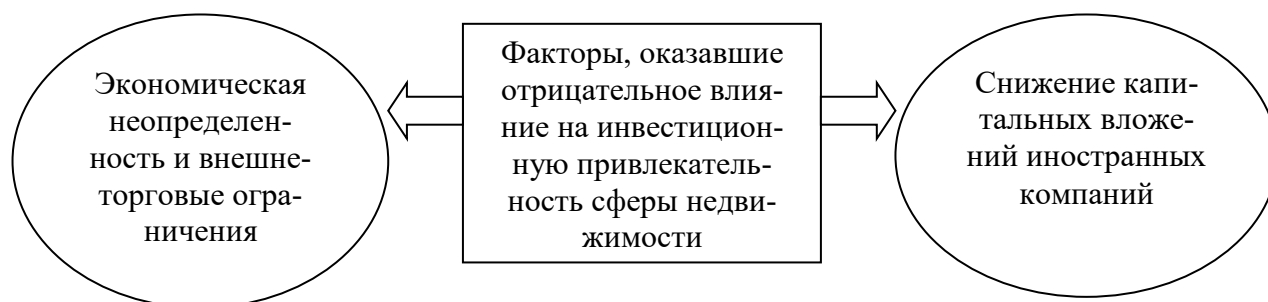 Экономическая
неопределен-
ность и внешне-
торговые огра-
ничения
Факторы, оказавшие
отрицательное влия-
ние на инвестицион-
ную привлекатель-
ность сферы недви-
жимости
Снижение капи-
тальных вложе-
ний иностранных
компаний